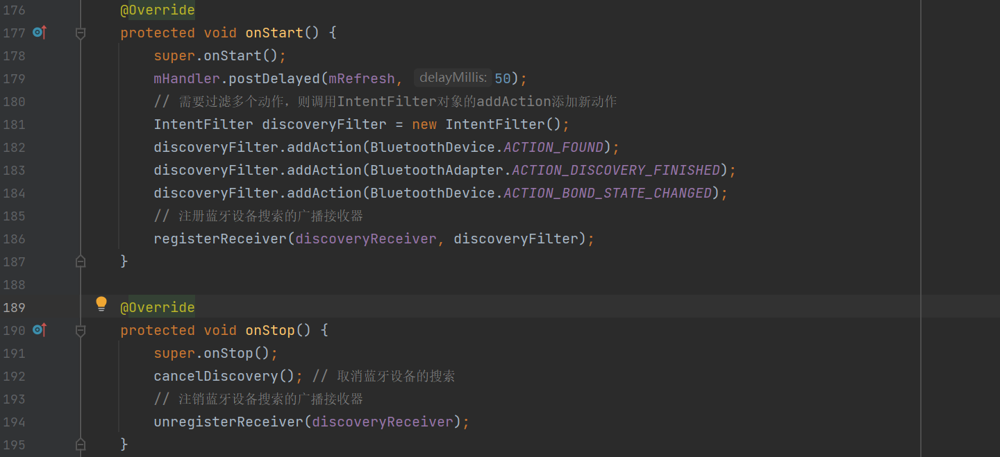 176 @Override
177 protected void onStart() {
178 super.onStart();
179 mHandler.postDelayed(mRefresh, delayMillis: 50);
180 // 需要过滤多个动作，则调用IntentFilter对象的addAction添加新动作
181 IntentFilter discoveryFilter = new IntentFilter();
182 discoveryFilter.addAction(BluetoothDevice.ACTION_FOUND);
183 discoveryFilter.addAction(BluetoothAdapter.ACTION_DISCOVERY_FINISHED);
184 discoveryFilter.addAction(BluetoothDevice.ACTION_BOND_STATE_CHANGED);
185 // 注册蓝牙设备搜索的广播接收器
186 registerReceiver(discoveryReceiver, discoveryFilter);
187 }
188
189 @Override
190 protected void onStop() {
191 super.onStop();
192 cancelDiscovery(); // 取消蓝牙设备的搜索
193 // 注销蓝牙设备搜索的广播接收器
194 unregisterReceiver(discoveryReceiver);
195 }